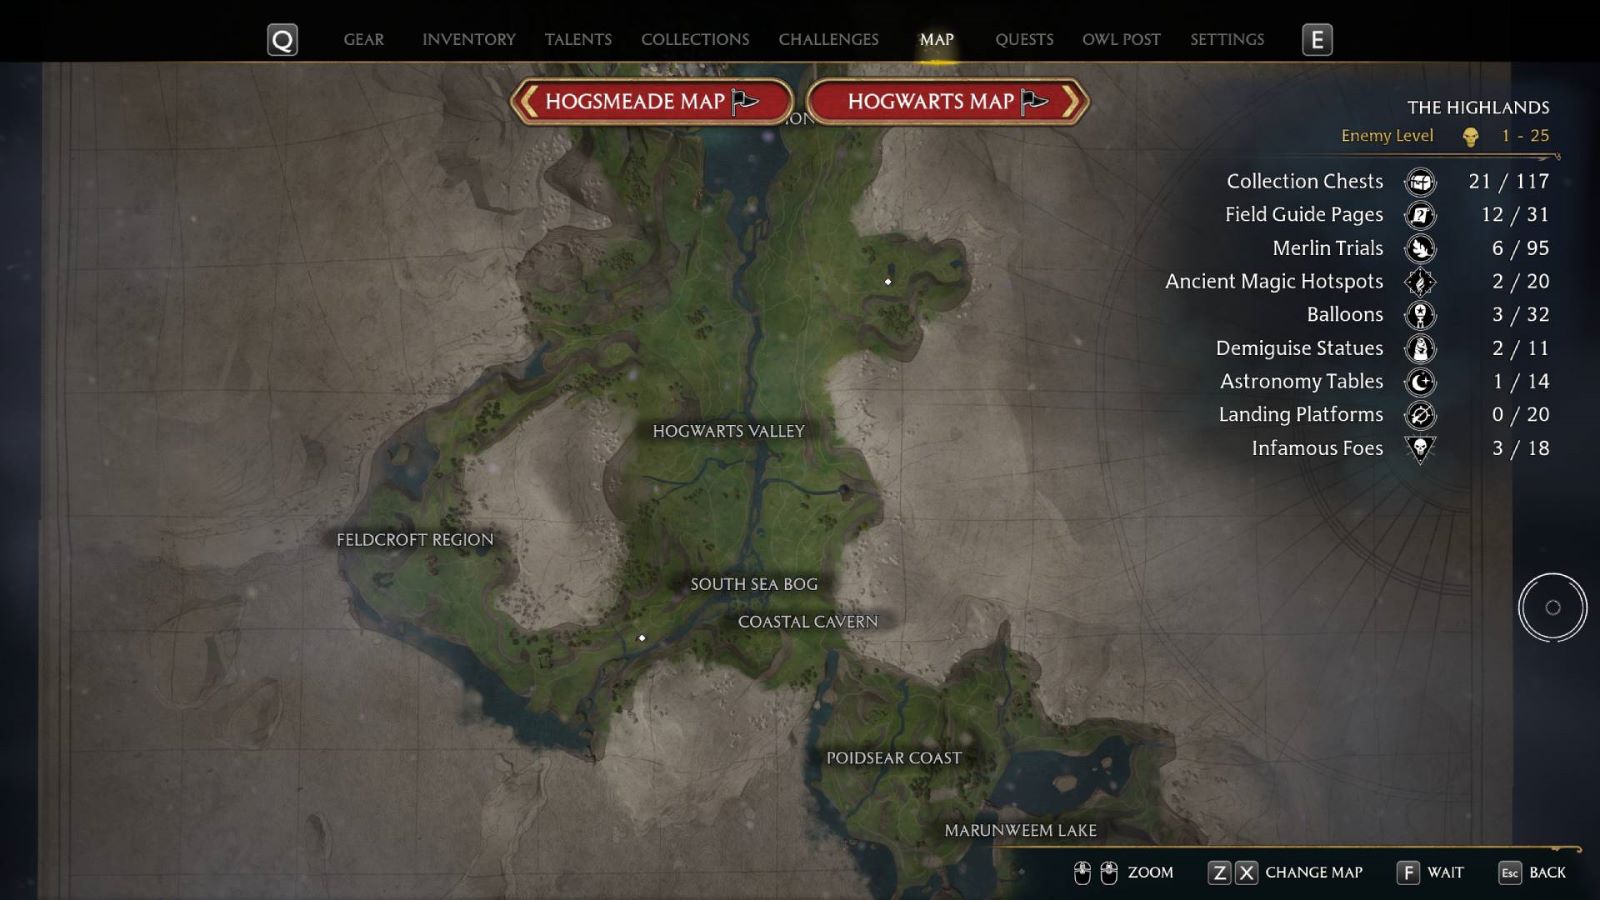 Q GEAR INVENTORY TALENTS COLLECTIONS CHALLENGES MAP QUESTS OWL POST SETTINGS E
HOGSMEADE MAP HOGWARTS MAP
THE HIGHLANDS
Enemy Level 1 - 25
Collection Chests 21 / 117
Field Guide Pages 12 / 31
Merlin Trials 6 / 95
Ancient Magic Hotspots 2 / 20
Balloons 3 / 32
Demiguise Statues 2 / 11
Astronomy Tables 1 / 14
Landing Platforms 0 / 20
Infamous Foes 3 / 18
HOGWARTS VALLEY
FELDCROFT REGION
SOUTH SEA BOG
COASTAL CAVERN
POIDSEAR COAST
MARUNWEEM LAKE
ZOOM Z X CHANGE MAP F WAIT Esc BACK